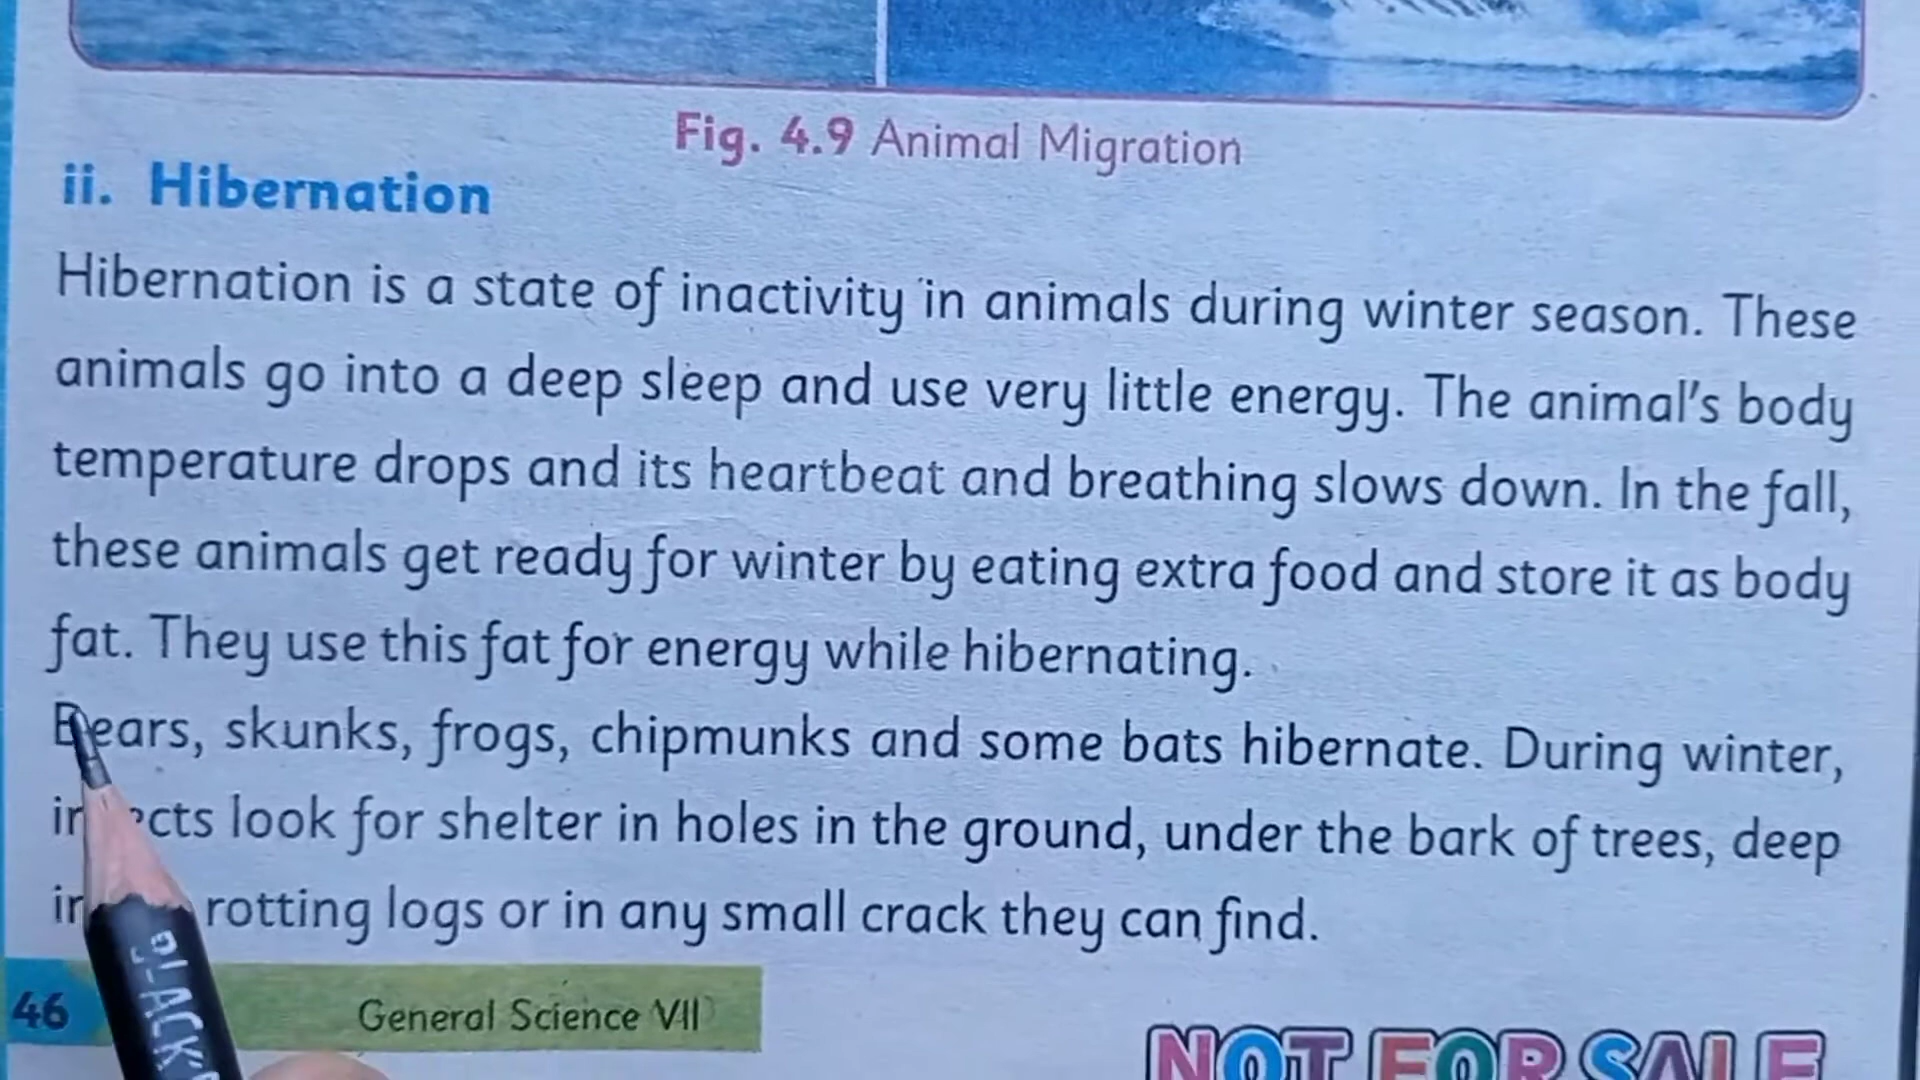 Fig. 4.9 Animal Migration
ii. Hibernation
Hibernation is a state of inactivity in animals during winter season. These
animals go into a deep sleep and use very little energy. The animal's body
temperature drops and its heartbeat and breathing slows down. In the fall,
these animals get ready for winter by eating extra food and store it as body
fat. They use this fat for energy while hibernating.
Bears, skunks, frogs, chipmunks and some bats hibernate. During winter,
insects look for shelter in holes in the ground, under the bark of trees, deep
rotting logs or in any small crack they can find.
46
General Science VII
NOT FOR SALE
BLACK